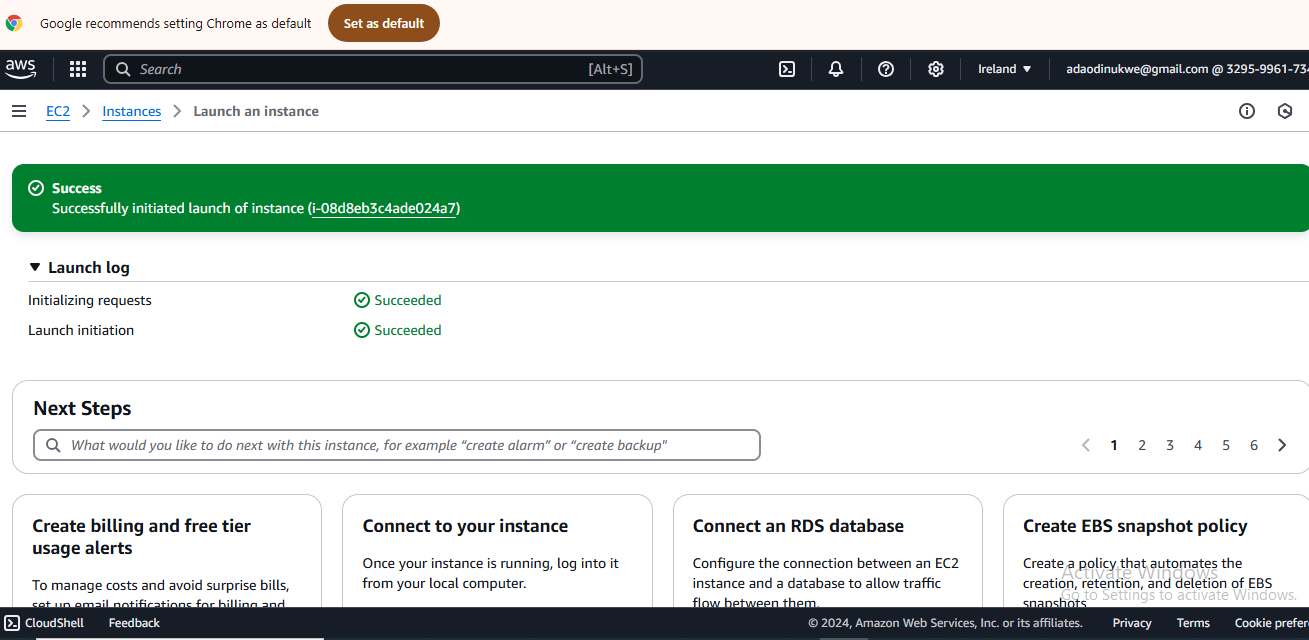 Google recommends setting Chrome as default
Set as default
aws
Search
[Alt+S]
Ireland
adaodinukwe@gmail.com @ 3295-9961-734
EC2
Instances
Launch an instance
Success
Successfully initiated launch of instance (i-08d8eb3c4ade024a7)
Launch log
Initializing requests
Succeeded
Launch initiation
Succeeded
Next Steps
What would you like to do next with this instance, for example “create alarm” or “create backup"
1 2 3 4 5 6
Create billing and free tier
usage alerts
To manage costs and avoid surprise bills,
set up email notifications for billing and
Connect to your instance
Once your instance is running, log into it
from your local computer.
Connect an RDS database
Configure the connection between an EC2
instance and a database to allow traffic
flow between them.
Create EBS snapshot policy
Create a policy that automates the
creation, retention, and deletion of EBS
snapshots
Activate Windows
Go to Settings to activate Windows.
CloudShell
Feedback
© 2024, Amazon Web Services, Inc. or its affiliates.
Privacy
Terms
Cookie prefer